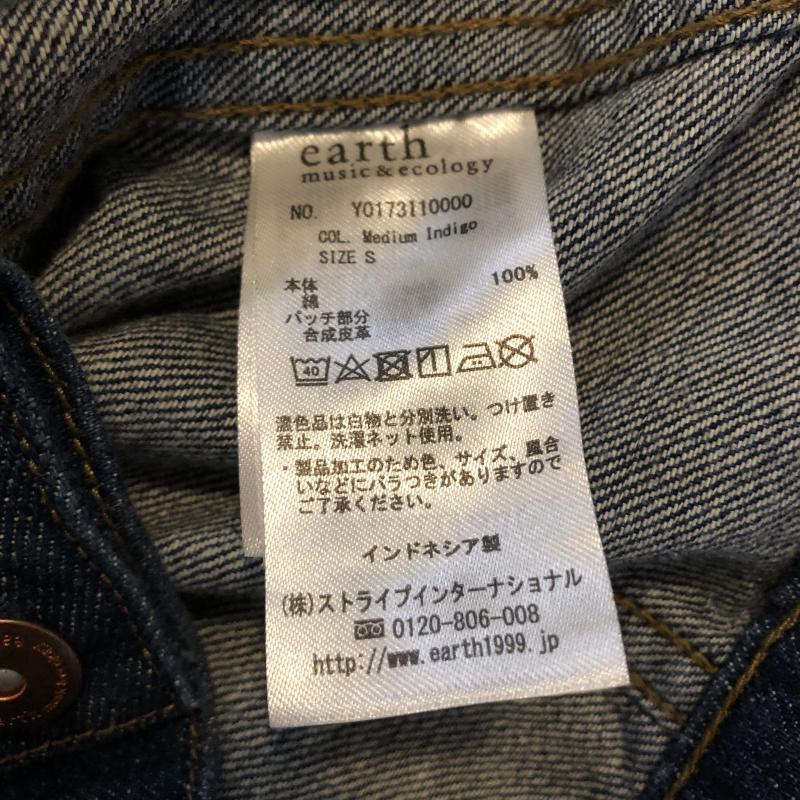 earth
music&ecology
NO. Y0173110000
COL. Medium Indigo
SIZE S
本体
綿 100%
パッチ部分
合成皮革
40
濃色品は白物と分別洗い。つけ置き
禁止。洗濯ネット使用。
・製品加工のため色、サイズ、風合
いなどにバラつきがありますので
ご了承ください。
インドネシア製
(株)ストライプインターナショナル
0120-806-008
http://www.earth1999.jp